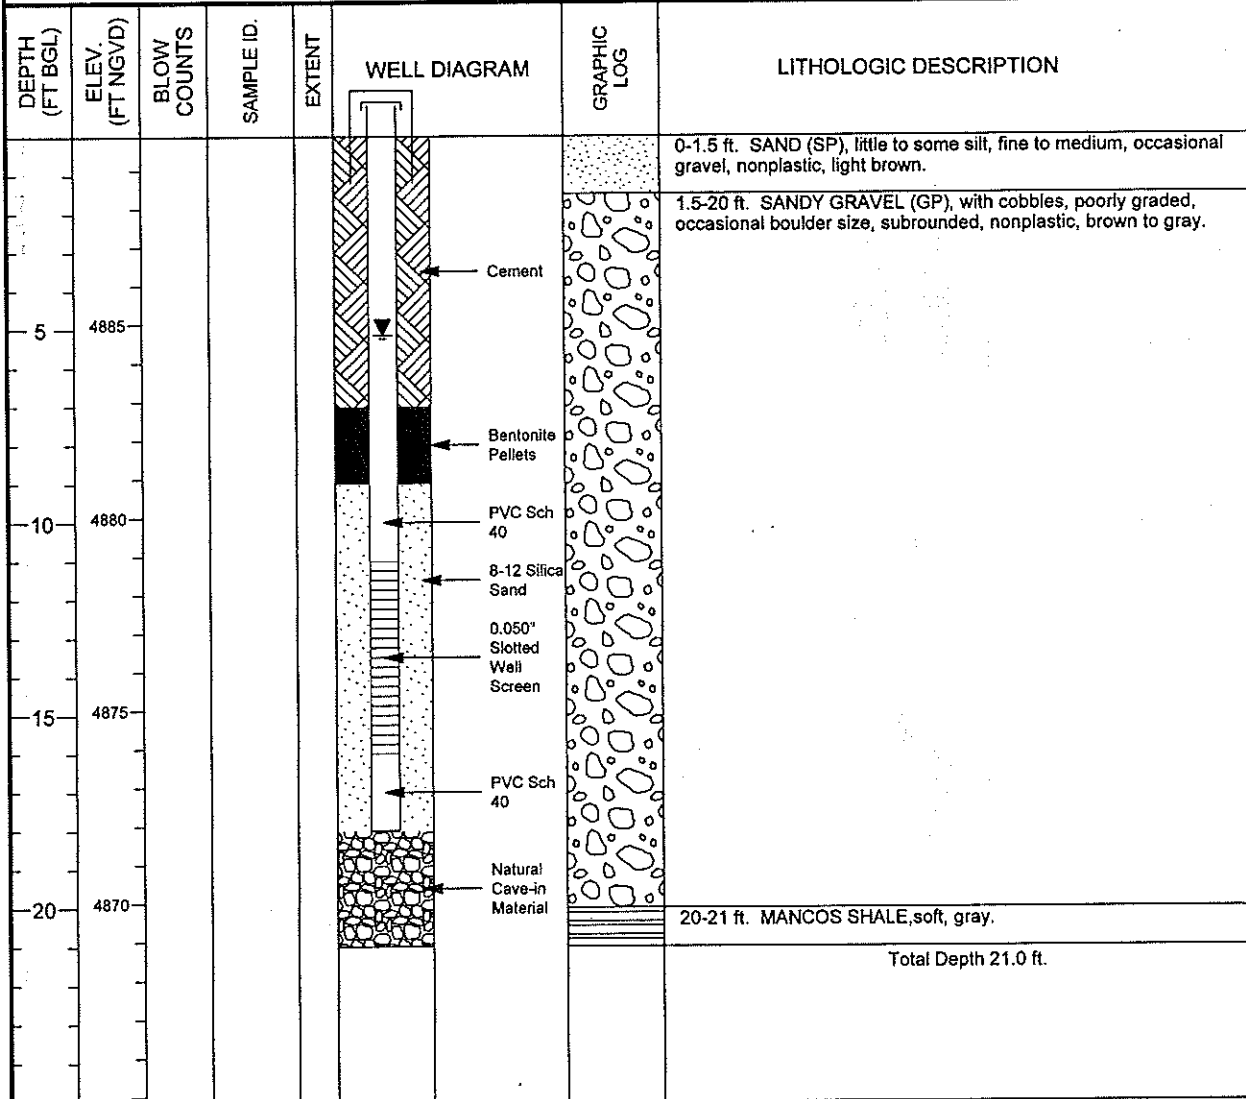 DEPTH
(FT BGL)
ELEV.
(FT NGVD)
BLOW
COUNTS
SAMPLE ID.
EXTENT
WELL DIAGRAM
GRAPHIC
LOG
LITHOLOGIC DESCRIPTION
0-1.5 ft. SAND (SP), little to some silt, fine to medium, occasional
gravel, nonplastic, light brown.
1.5-20 ft. SANDY GRAVEL (GP), with cobbles, poorly graded,
occasional boulder size, subrounded, nonplastic, brown to gray.
Cement
5
4885
Bentonite
Pellets
10
4880
PVC Sch
40
8-12 Silica
Sand
0.050"
Slotted
Well
Screen
15
4875
PVC Sch
40
Natural
Cave-in
Material
20
4870
20-21 ft. MANCOS SHALE,soft, gray.
Total Depth 21.0 ft.